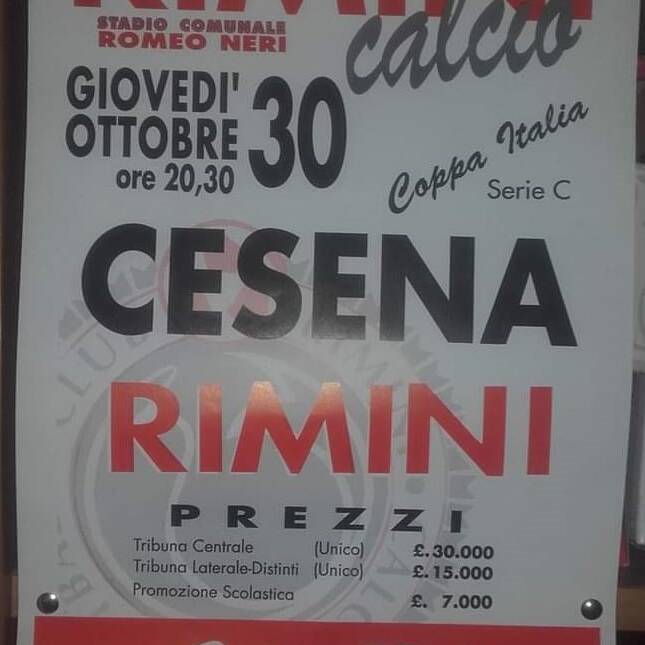 RIMINI
calcio
STADIO COMUNALE
ROMEO NERI
GIOVEDI'
OTTOBRE 30
ore 20,30
Coppa Italia
Serie C
CESENA
RIMINI
PREZZI
Tribuna Centrale (Unico) £. 30.000
Tribuna Laterale-Distinti (Unico) £. 15.000
Promozione Scolastica £. 7.000